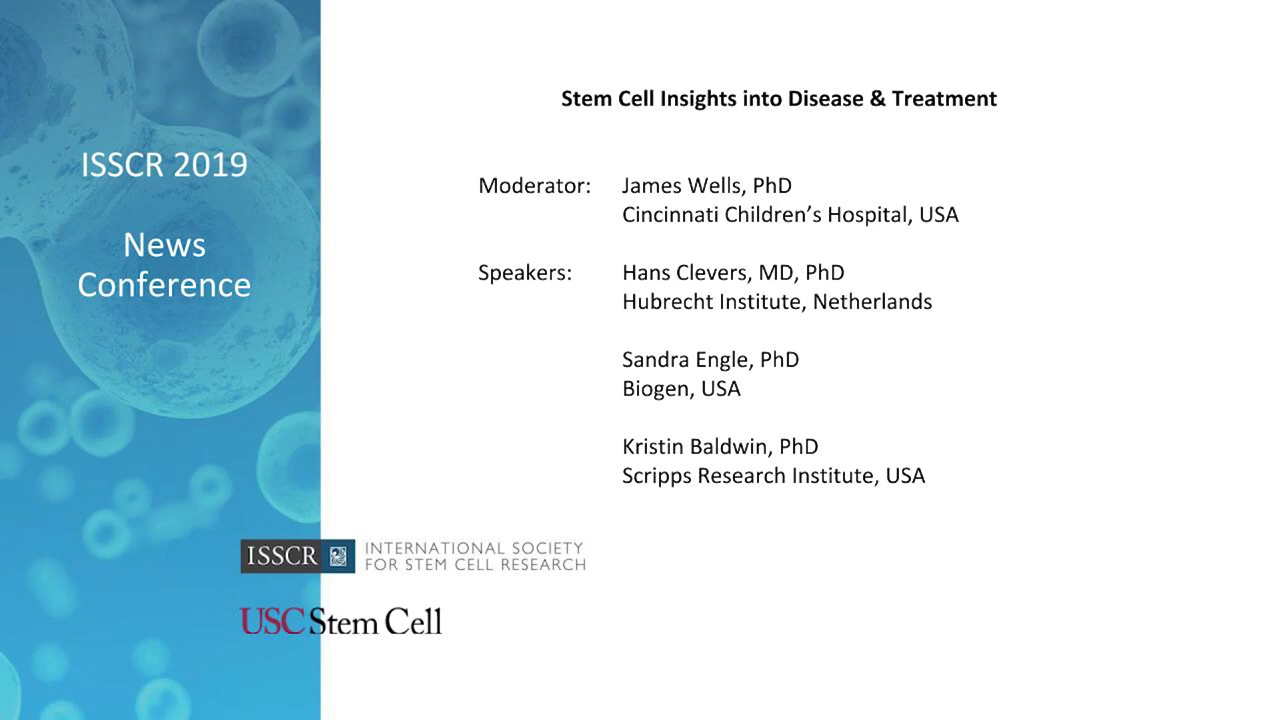 ISSCR 2019
News
Conference
Stem Cell Insights into Disease & Treatment
Moderator: James Wells, PhD
Cincinnati Children’s Hospital, USA
Speakers: Hans Clevers, MD, PhD
Hubrecht Institute, Netherlands
Sandra Engle, PhD
Biogen, USA
Kristin Baldwin, PhD
Scripps Research Institute, USA
ISSCR INTERNATIONAL SOCIETY
FOR STEM CELL RESEARCH
USC Stem Cell